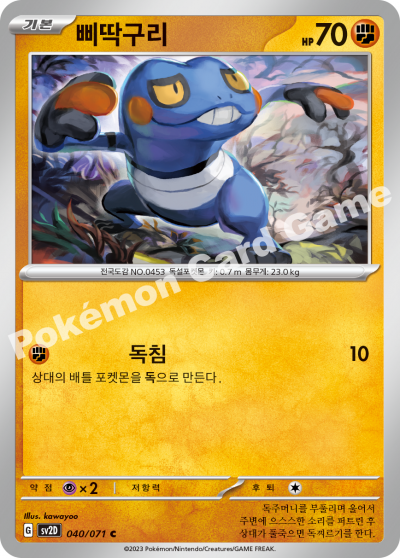 기본 삐딱구리 HP 70
전국도감 NO.0453 독설포켓몬 키: 0.7 m 몸무게: 23.0 kg
Pokémon Card Game
독침 10
상대의 배틀 포켓몬을 독으로 만든다.
약점 ×2 저항력 후퇴
Illus. kawayoo
G sv2D 040/071 C
독주머니를 부풀리며 울어서
주변에 으스스한 소리를 퍼트린 후
상대가 움츠러들면 독찌르기를 한다.
©2023 Pokémon/Nintendo/Creatures/GAME FREAK.